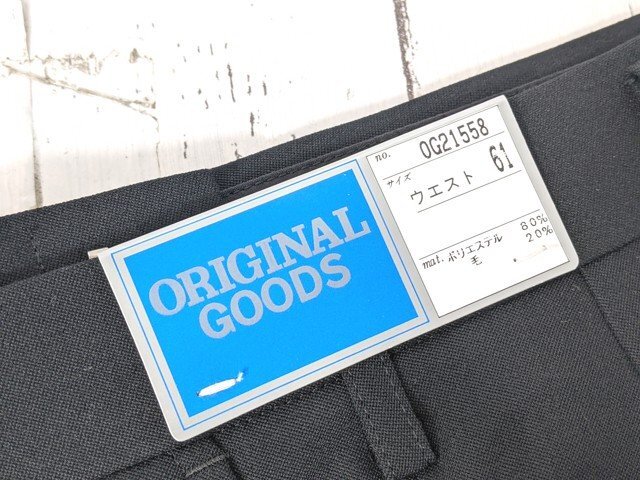 ORIGINAL
GOODS
no. OG21558
サイズ
ウエスト 61
mat. ポリエステル 80%
毛 20%